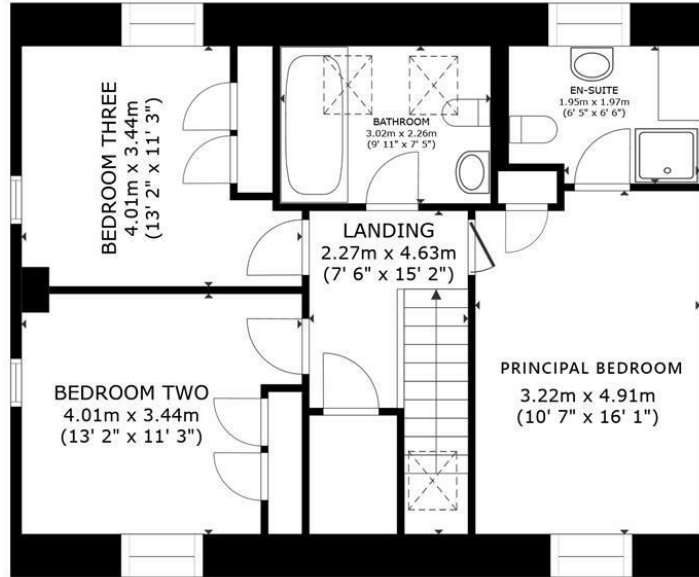 BEDROOM THREE
4.01m x 3.44m
(13' 2" x 11' 3")
BATHROOM
3.02m x 2.26m
(9' 11" x 7' 5")
EN-SUITE
1.95m x 1.97m
(6' 5" x 6' 6")
LANDING
2.27m x 4.63m
(7' 6" x 15' 2")
BEDROOM TWO
4.01m x 3.44m
(13' 2" x 11' 3")
PRINCIPAL BEDROOM
3.22m x 4.91m
(10' 7" x 16' 1")